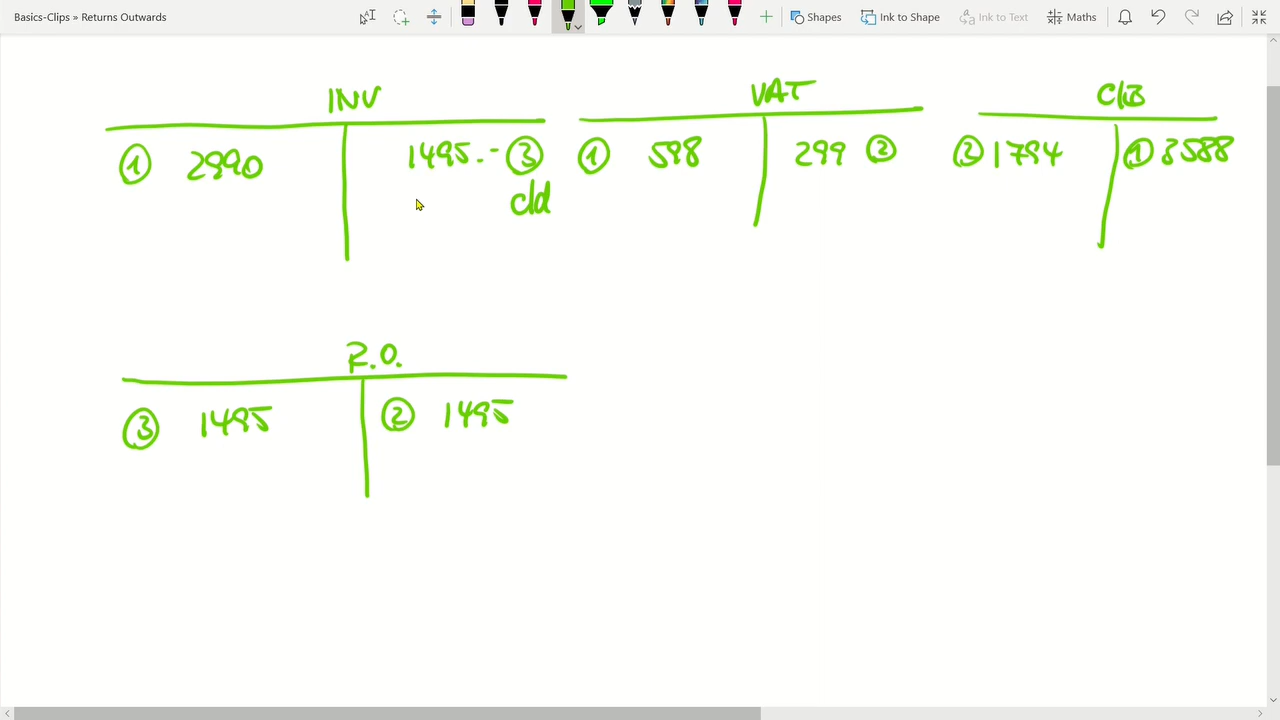 Basics-Clips » Returns Outwards
Shapes
Ink to Shape
Ink to Text
Maths
INV
VAT
C/B
① 2990
1495.- ③
① 598
299 ②
② 1794
① 3588
c/d
R.O.
③ 1495
② 1495